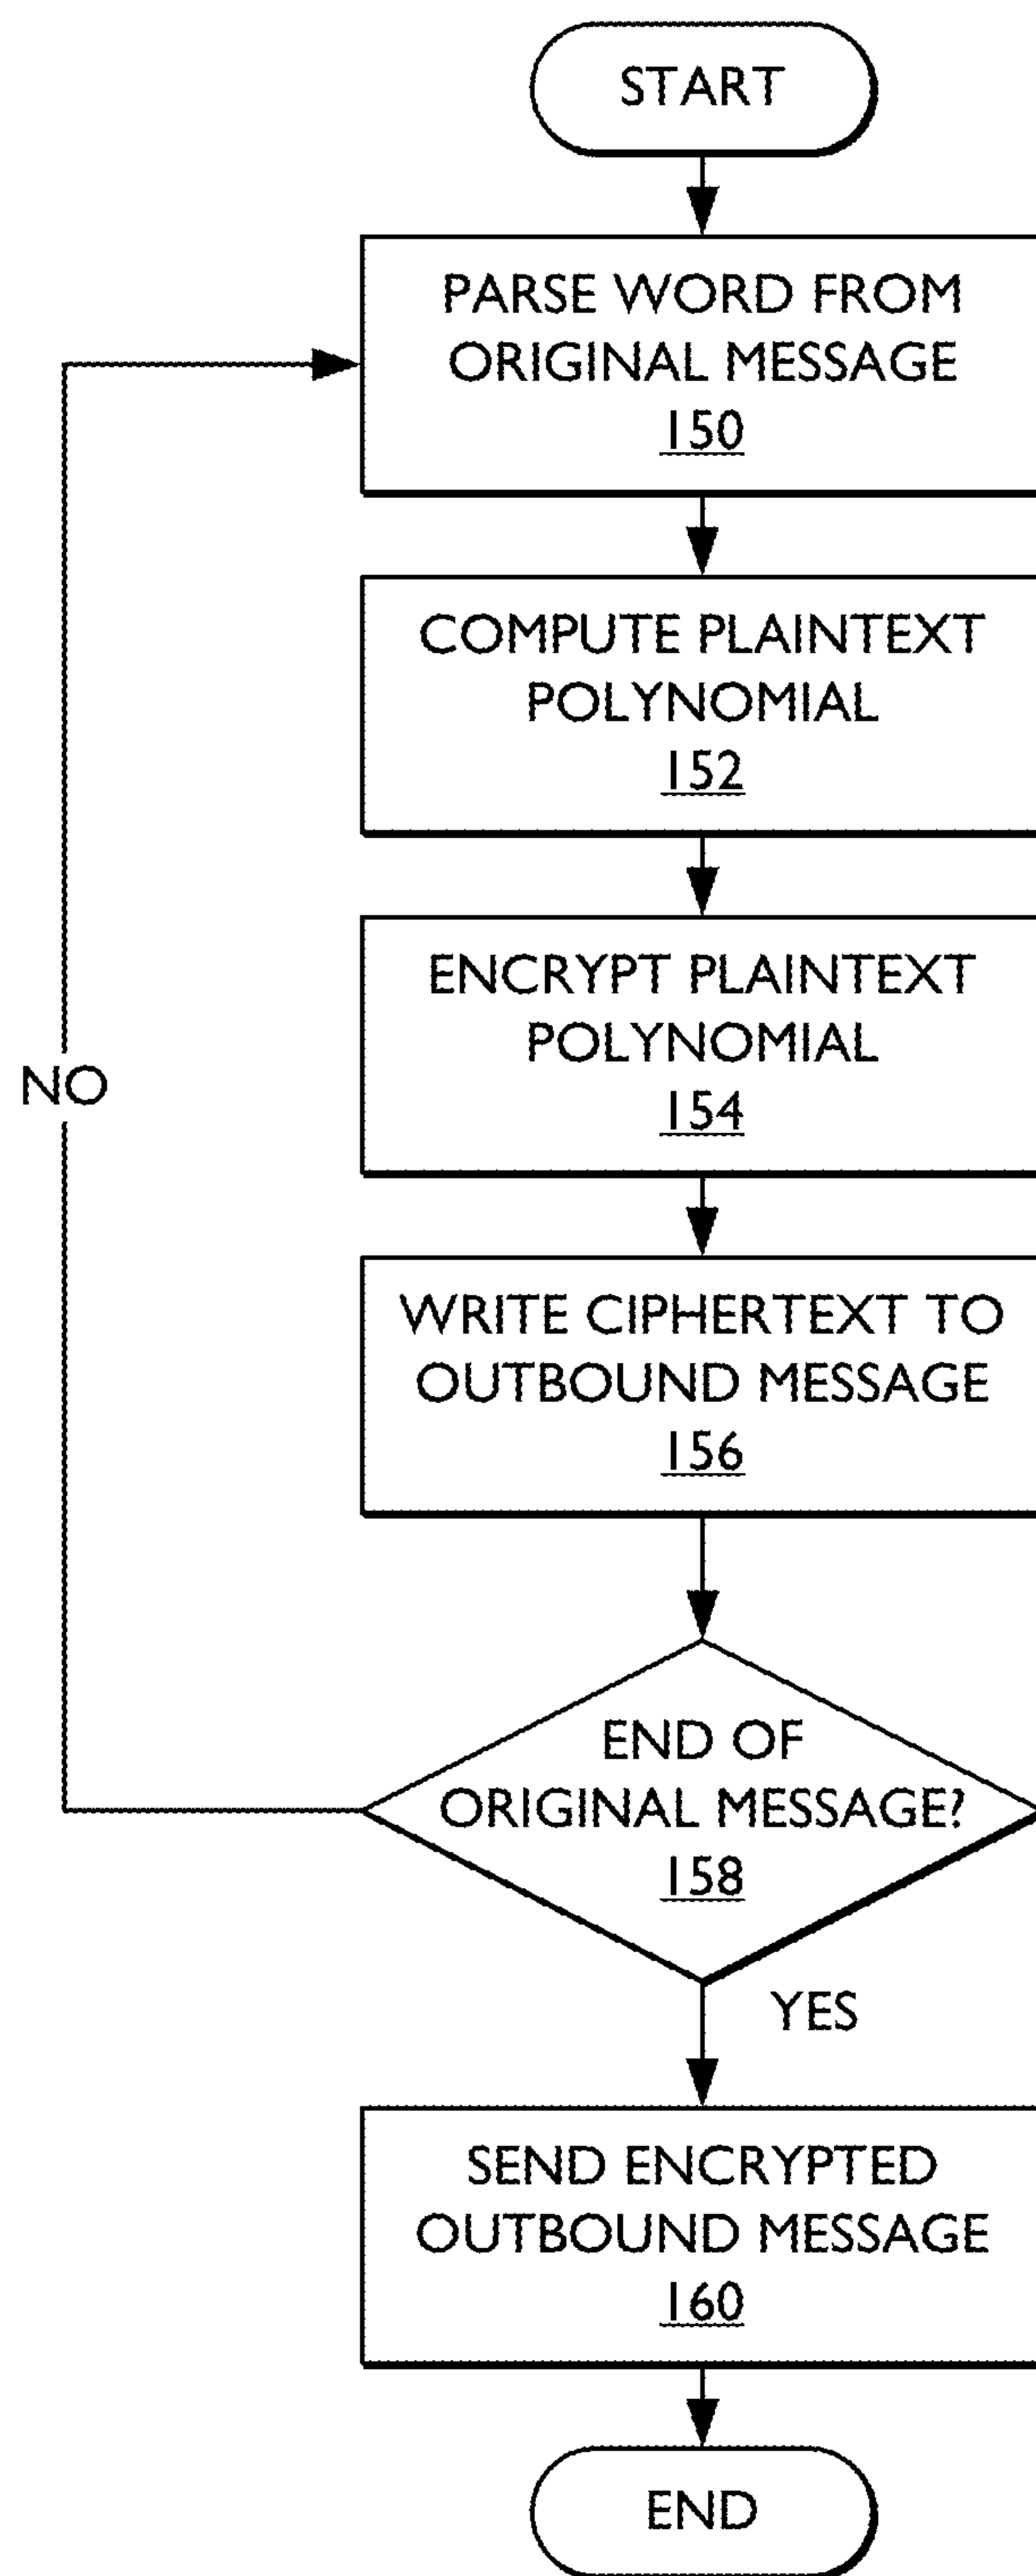 START
PARSE WORD FROM
ORIGINAL MESSAGE
150
COMPUTE PLAINTEXT
POLYNOMIAL
152
ENCRYPT PLAINTEXT
POLYNOMIAL
154
NO
WRITE CIPHERTEXT TO
OUTBOUND MESSAGE
156
END OF
ORIGINAL MESSAGE?
158
YES
SEND ENCRYPTED
OUTBOUND MESSAGE
160
END